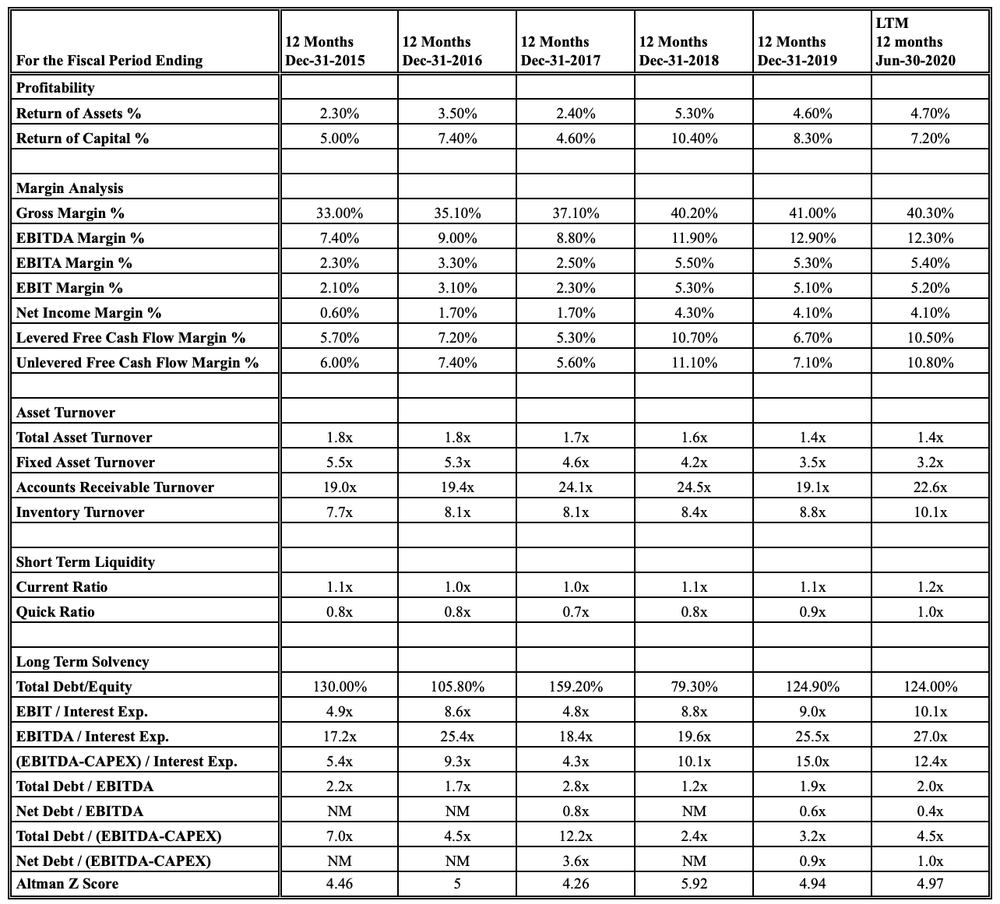 For the Fiscal Period Ending 12 Months Dec-31-2015 12 Months Dec-31-2016 12 Months Dec-31-2017 12 Months Dec-31-2018 12 Months Dec-31-2019 LTM 12 months Jun-30-2020
Profitability
Return of Assets % 2.30% 3.50% 2.40% 5.30% 4.60% 4.70%
Return of Capital % 5.00% 7.40% 4.60% 10.40% 8.30% 7.20%
Margin Analysis
Gross Margin % 33.00% 35.10% 37.10% 40.20% 41.00% 40.30%
EBITDA Margin % 7.40% 9.00% 8.80% 11.90% 12.90% 12.30%
EBITA Margin % 2.30% 3.30% 2.50% 5.50% 5.30% 5.40%
EBIT Margin % 2.10% 3.10% 2.30% 5.30% 5.10% 5.20%
Net Income Margin % 0.60% 1.70% 1.70% 4.30% 4.10% 4.10%
Levered Free Cash Flow Margin % 5.70% 7.20% 5.30% 10.70% 6.70% 10.50%
Unlevered Free Cash Flow Margin % 6.00% 7.40% 5.60% 11.10% 7.10% 10.80%
Asset Turnover
Total Asset Turnover 1.8x 1.8x 1.7x 1.6x 1.4x 1.4x
Fixed Asset Turnover 5.5x 5.3x 4.6x 4.2x 3.5x 3.2x
Accounts Receivable Turnover 19.0x 19.4x 24.1x 24.5x 19.1x 22.6x
Inventory Turnover 7.7x 8.1x 8.1x 8.4x 8.8x 10.1x
Short Term Liquidity
Current Ratio 1.1x 1.0x 1.0x 1.1x 1.1x 1.2x
Quick Ratio 0.8x 0.8x 0.7x 0.8x 0.9x 1.0x
Long Term Solvency
Total Debt/Equity 130.00% 105.80% 159.20% 79.30% 124.90% 124.00%
EBIT / Interest Exp. 4.9x 8.6x 4.8x 8.8x 9.0x 10.1x
EBITDA / Interest Exp. 17.2x 25.4x 18.4x 19.6x 25.5x 27.0x
(EBITDA-CAPEX) / Interest Exp. 5.4x 9.3x 4.3x 10.1x 15.0x 12.4x
Total Debt / EBITDA 2.2x 1.7x 2.8x 1.2x 1.9x 2.0x
Net Debt / EBITDA NM NM 0.8x NM 0.6x 0.4x
Total Debt / (EBITDA-CAPEX) 7.0x 4.5x 12.2x 2.4x 3.2x 4.5x
Net Debt / (EBITDA-CAPEX) NM NM 3.6x NM 0.9x 1.0x
Altman Z Score 4.46 5 4.26 5.92 4.94 4.97